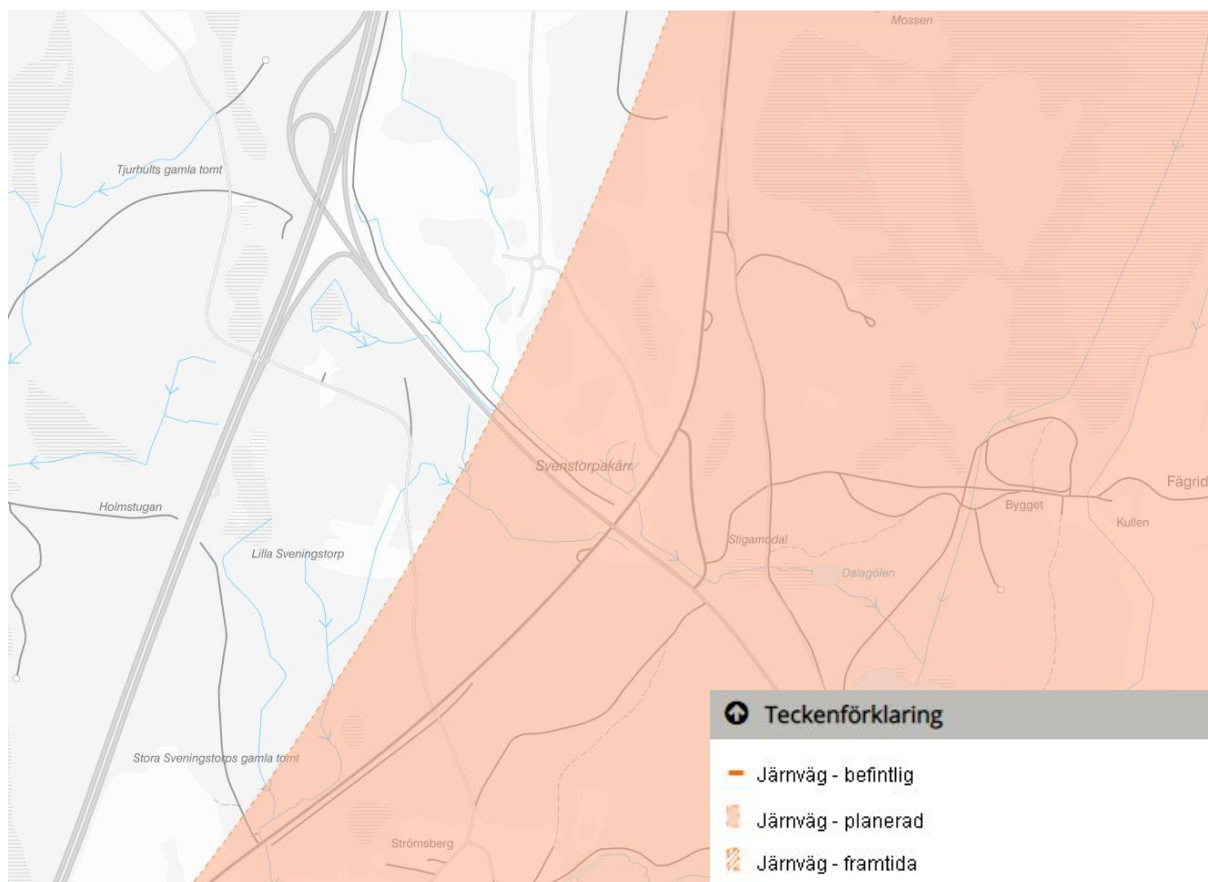 Mossen
Tjurhults gamla tomt
Svenstorpakärr
Fägrid
Holmstugan
Bygget
Kullen
Stigamodal
Lilla Sveningstorp
Dalagölen
Teckenförklaring
Stora Sveningstorps gamla tomt
Järnväg - befintlig
Järnväg - planerad
Strömsberg
Järnväg - framtida